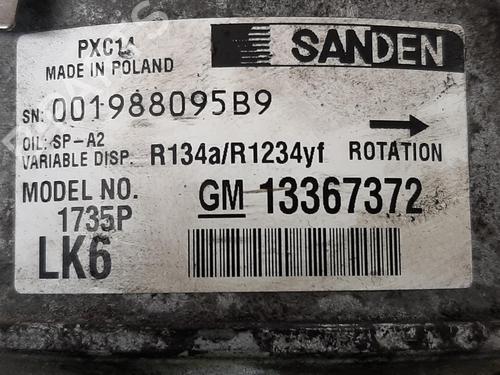 PXC14
MADE IN POLAND
SANDEN
SN: 001988095B9
OIL: SP-A2
VARIABLE DISP. R134a/R1234yf ROTATION
MODEL NO. GM 13367372
1735P
LK6